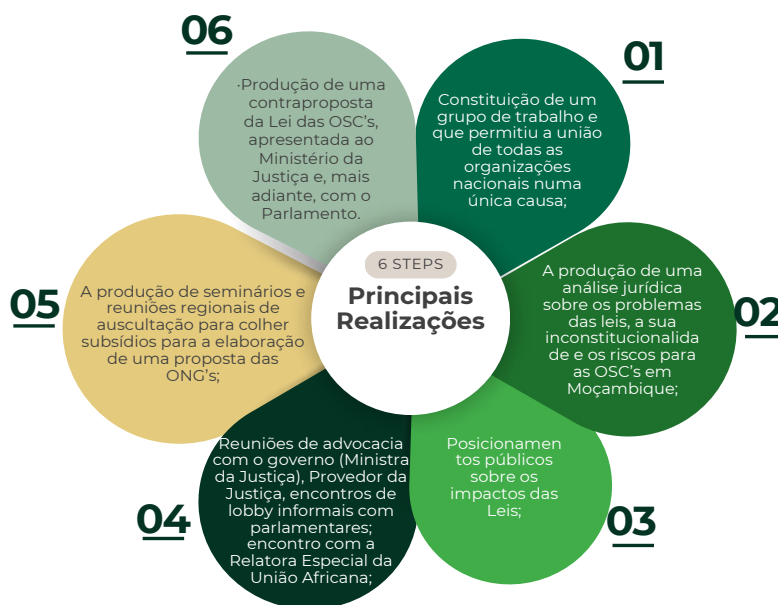 6 STEPS
Principais
Realizações
01
Constituição de um
grupo de trabalho e
que permitiu a união
de todas as
organizações
nacionais numa
única causa;
02
A produção de uma
análise jurídica
sobre os problemas
das leis, a sua
inconstitucionalida
de e os riscos para
as OSC's em
Moçambique;
03
Posicionamen
tos públicos
sobre os
impactos das
Leis;
04
Reuniões de advocacia
com o governo (Ministra
da Justiça), Provedor da
Justiça, encontros de
lobby informais com
parlamentares;
encontro com a
Relatora Especial da
União Africana;
05
A produção de seminários e
reuniões regionais de
auscultação para colher
subsídios para a elaboração
de uma proposta das
ONG's;
06
·Produção de uma
contraproposta
da Lei das OSC's,
apresentada ao
Ministério da
Justiça e, mais
adiante, com o
Parlamento.